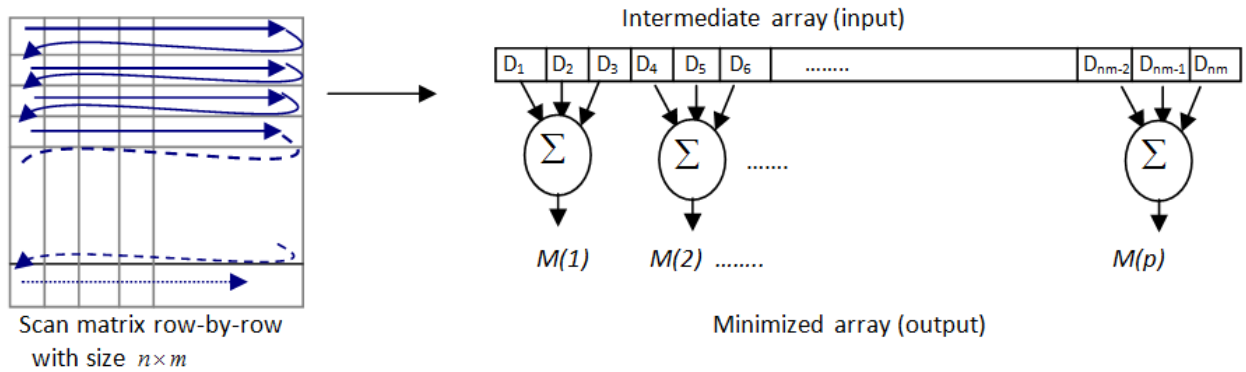 Intermediate array (input)
D₁ D₂ D₃ D₄ D₅ D₆ ........ Dₙₘ₋₂ Dₙₘ₋₁ Dₙₘ
Σ Σ ....... Σ
M(1) M(2) ........ M(p)
Scan matrix row-by-row
with size n×m
Minimized array (output)